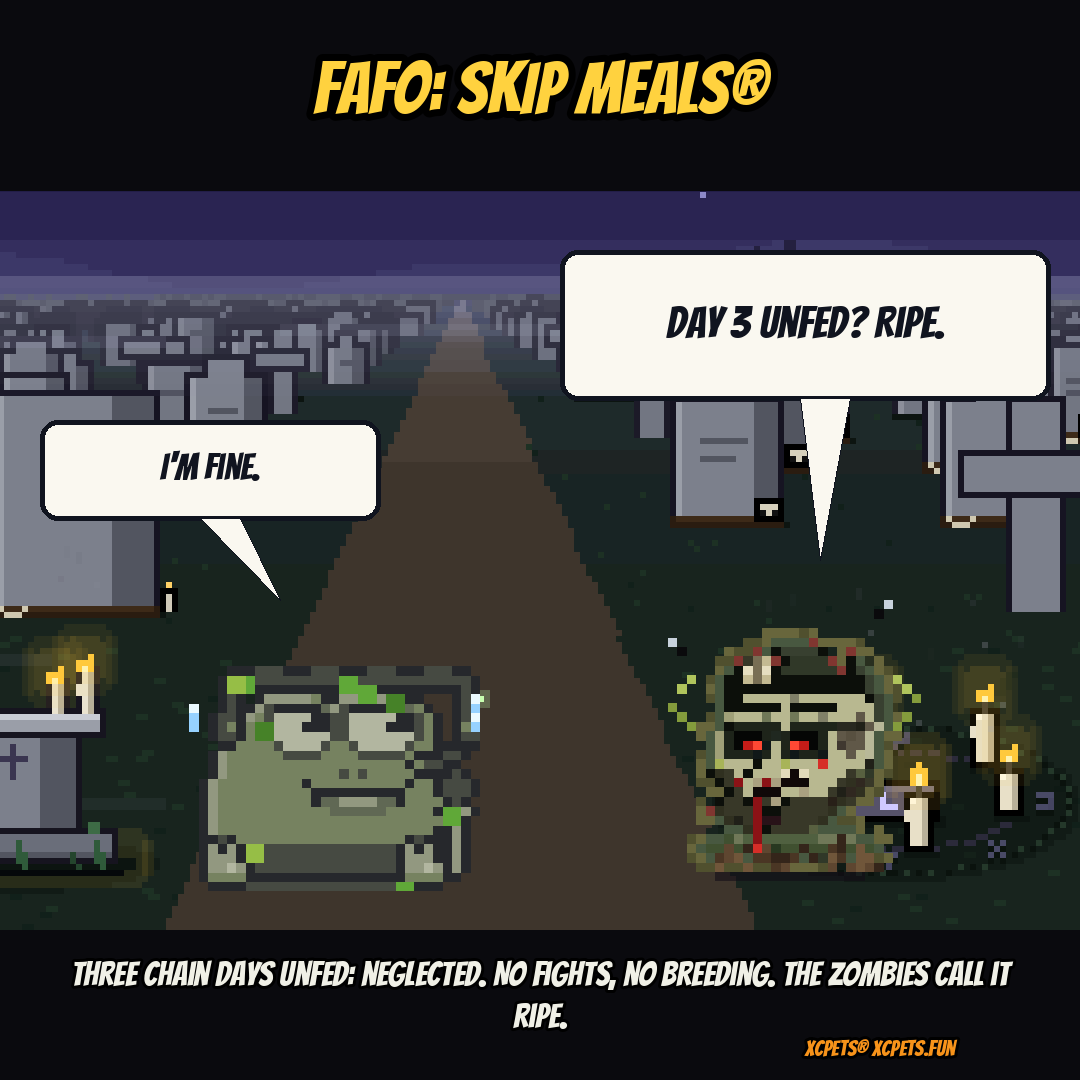 FAFO: SKIP MEALS®
DAY 3 UNFED? RIPE.
I'M FINE.
THREE CHAIN DAYS UNFED: NEGLECTED. NO FIGHTS, NO BREEDING. THE ZOMBIES CALL IT
RIPE.
XCPETS® XCPETS.FUN